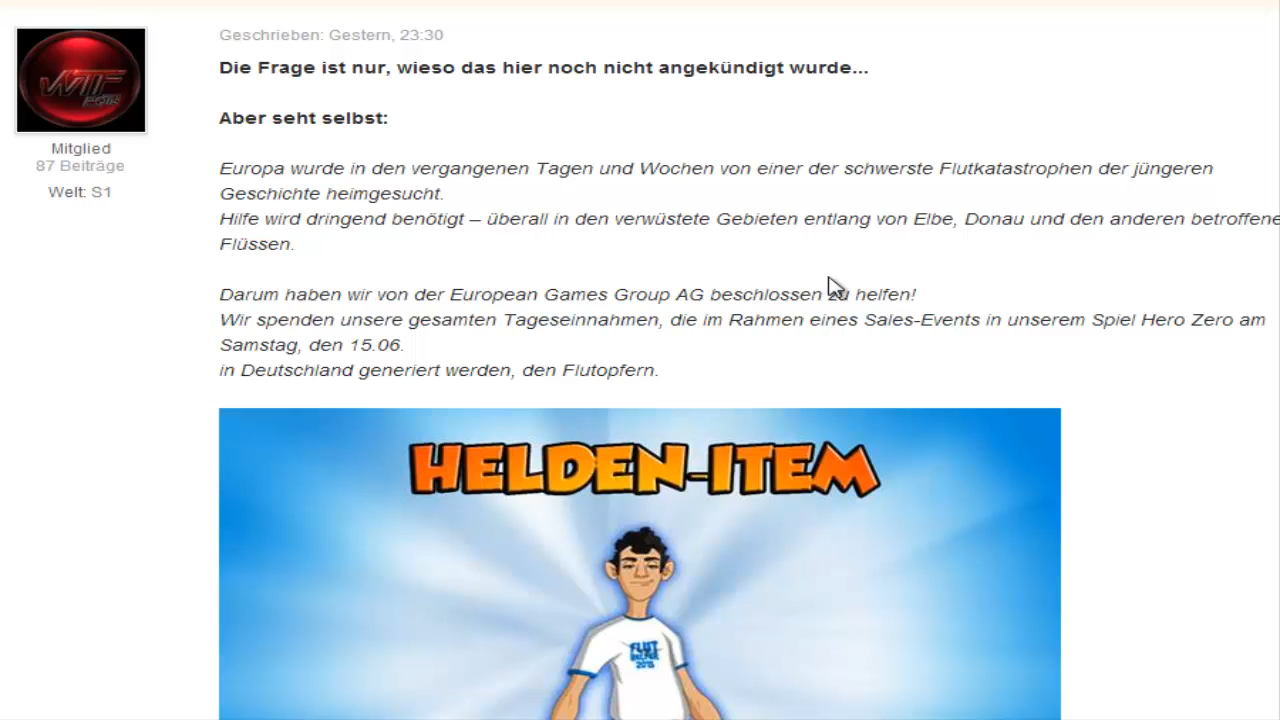 Geschrieben: Gestern, 23:30
Die Frage ist nur, wieso das hier noch nicht angekündigt wurde...
Aber seht selbst:
Mitglied
87 Beiträge
Welt: S1
Europa wurde in den vergangenen Tagen und Wochen von einer der schwerste Flutkatastrophen der jüngeren
Geschichte heimgesucht.
Hilfe wird dringend benötigt – überall in den verwüstete Gebieten entlang von Elbe, Donau und den anderen betroffene
Flüssen.
Darum haben wir von der European Games Group AG beschlossen zu helfen!
Wir spenden unsere gesamten Tageseinnahmen, die im Rahmen eines Sales-Events in unserem Spiel Hero Zero am
Samstag, den 15.06.
in Deutschland generiert werden, den Flutopfern.
HELDEN-ITEM
FLUT
HELFER
2013